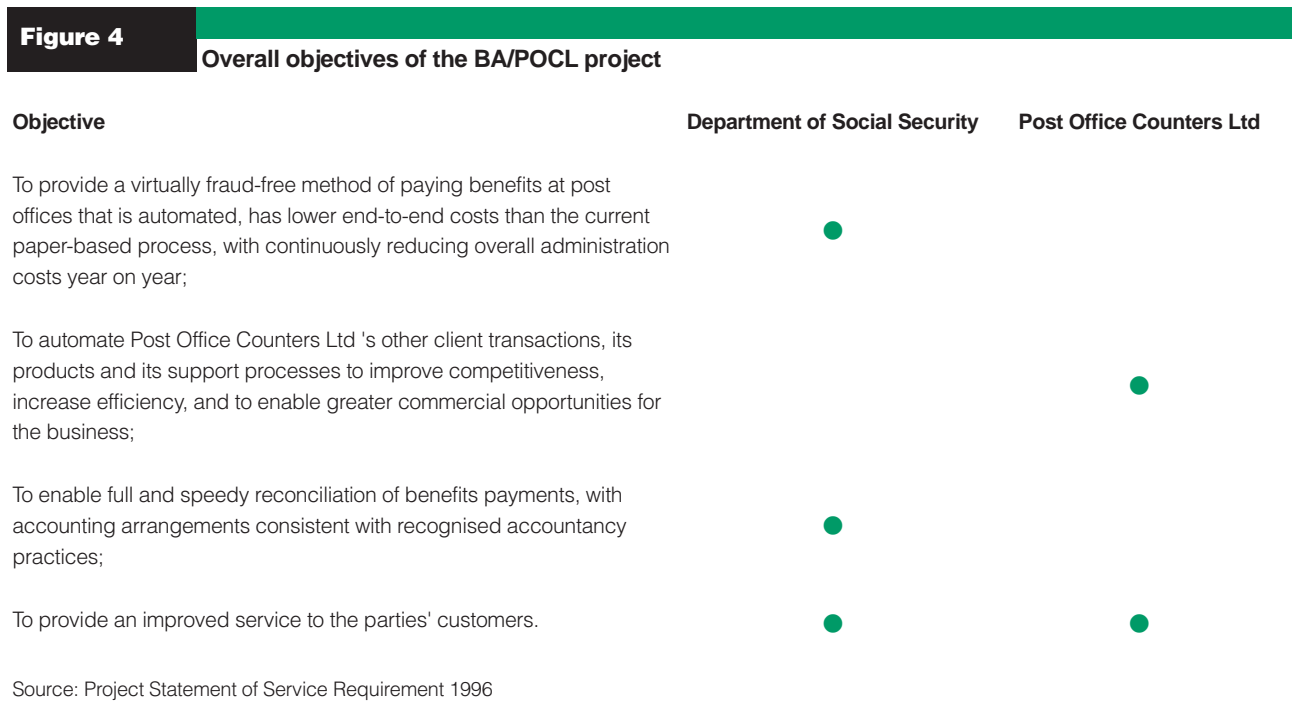 Figure 4
Overall objectives of the BA/POCL project
Objective Department of Social Security Post Office Counters Ltd
To provide a virtually fraud-free method of paying benefits at post
offices that is automated, has lower end-to-end costs than the current
paper-based process, with continuously reducing overall administration
costs year on year;
To automate Post Office Counters Ltd 's other client transactions, its
products and its support processes to improve competitiveness,
increase efficiency, and to enable greater commercial opportunities for
the business;
To enable full and speedy reconciliation of benefits payments, with
accounting arrangements consistent with recognised accountancy
practices;
To provide an improved service to the parties' customers.
Source: Project Statement of Service Requirement 1996